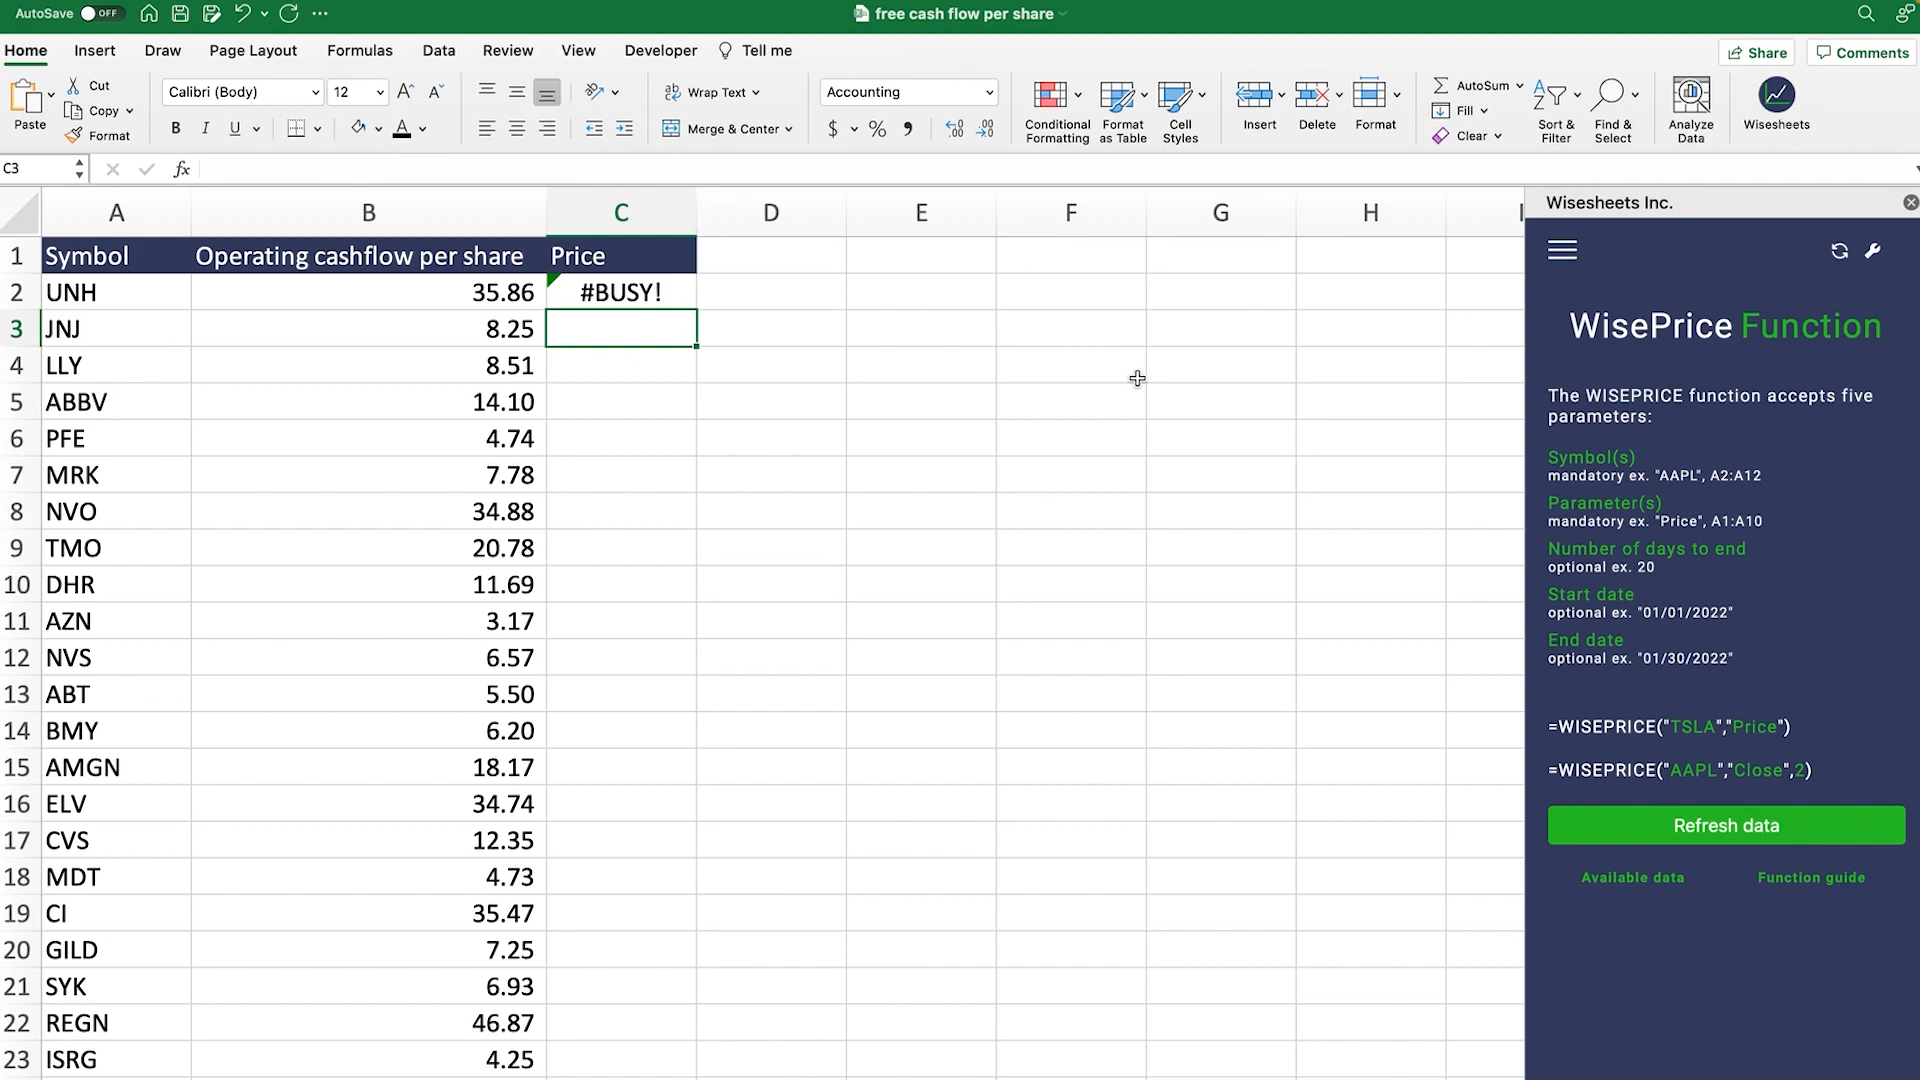 AutoSave OFF free cash flow per share
Home Insert Draw Page Layout Formulas Data Review View Developer Tell me Share Comments
Paste Cut Copy Format
Calibri (Body) 12
B I U A
Wrap Text
Merge & Center
Accounting
$ %
Conditional Formatting Format as Table Cell Styles Insert Delete Format
AutoSum Fill Clear
Sort & Filter Find & Select Analyze Data Wisesheets
C3 fx
A B C D E F G H I
1 Symbol Operating cashflow per share Price
2 UNH 35.86 #BUSY!
3 JNJ 8.25
4 LLY 8.51
5 ABBV 14.10
6 PFE 4.74
7 MRK 7.78
8 NVO 34.88
9 TMO 20.78
10 DHR 11.69
11 AZN 3.17
12 NVS 6.57
13 ABT 5.50
14 BMY 6.20
15 AMGN 18.17
16 ELV 34.74
17 CVS 12.35
18 MDT 4.73
19 CI 35.47
20 GILD 7.25
21 SYK 6.93
22 REGN 46.87
23 ISRG 4.25
Wisesheets Inc.
WisePrice Function
The WISEPRICE function accepts five
parameters:
Symbol(s)
mandatory ex. "AAPL", A2:A12
Parameter(s)
mandatory ex. "Price", A1:A10
Number of days to end
optional ex. 20
Start date
optional ex. "01/01/2022"
End date
optional ex. "01/30/2022"
=WISEPRICE("TSLA","Price")
=WISEPRICE("AAPL","Close",2)
Refresh data
Available data Function guide